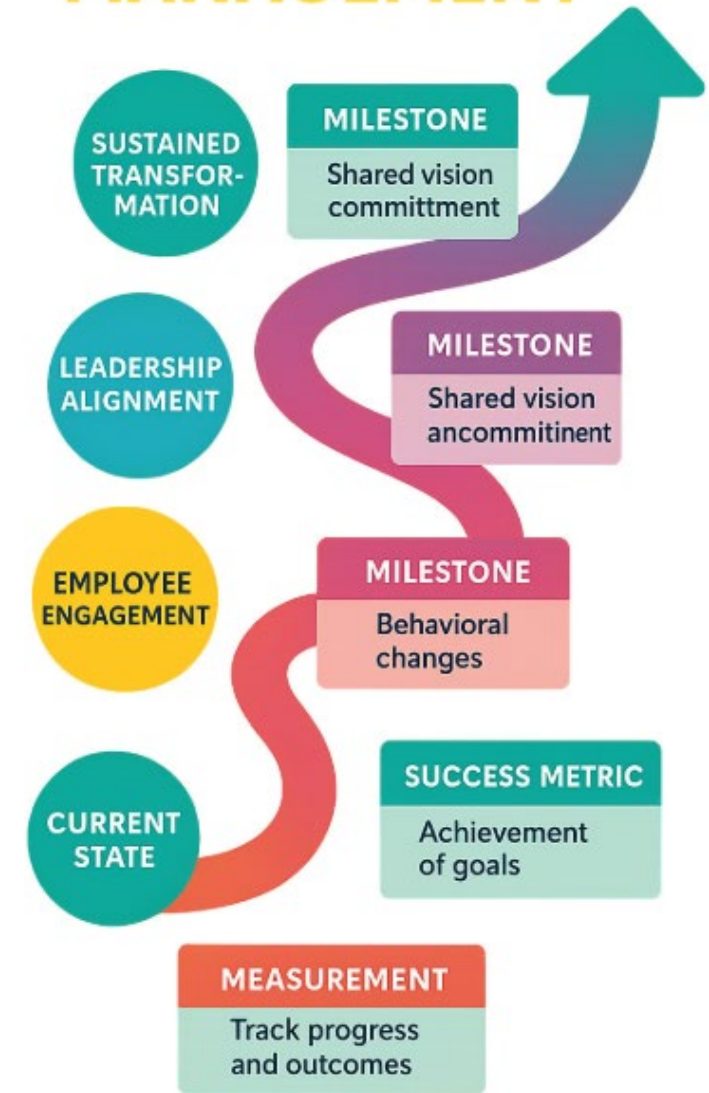 MANAGEMENT
SUSTAINED
TRANSFOR-
MATION
MILESTONE
Shared vision
committment
LEADERSHIP
ALIGNMENT
MILESTONE
Shared vision
ancommitinent
EMPLOYEE
ENGAGEMENT
MILESTONE
Behavioral
changes
CURRENT
STATE
SUCCESS METRIC
Achievement
of goals
MEASUREMENT
Track progress
and outcomes